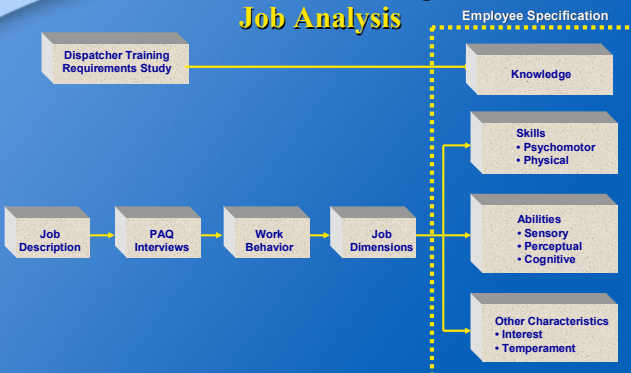 Job Analysis
Employee Specification
Dispatcher Training
Requirements Study
Knowledge
Skills
• Psychomotor
• Physical
Job
Description
PAQ
Interviews
Work
Behavior
Job
Dimensions
Abilities
• Sensory
• Perceptual
• Cognitive
Other Characteristics
• Interest
• Temperament